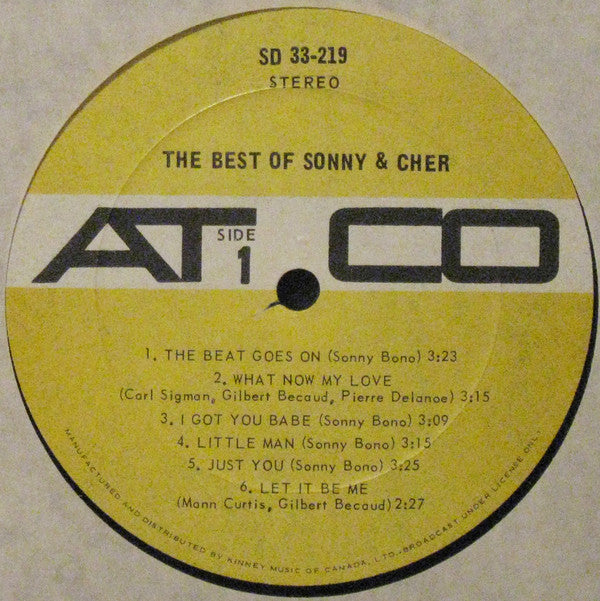 SD 33-219
STEREO
THE BEST OF SONNY & CHER
ATCO
SIDE
1
1. THE BEAT GOES ON (Sonny Bono) 3:23
2. WHAT NOW MY LOVE
(Carl Sigman, Gilbert Becaud, Pierre Delanoe) 3:15
3. I GOT YOU BABE (Sonny Bono) 3:09
4. LITTLE MAN (Sonny Bono) 3:15
5. JUST YOU (Sonny Bono) 3:25
6. LET IT BE ME
(Mann Curtis, Gilbert Becaud) 2:27
MANUFACTURED AND DISTRIBUTED BY KINNEY MUSIC OF CANADA, LTD.-BROADCAST UNDER LICENSE ONLY